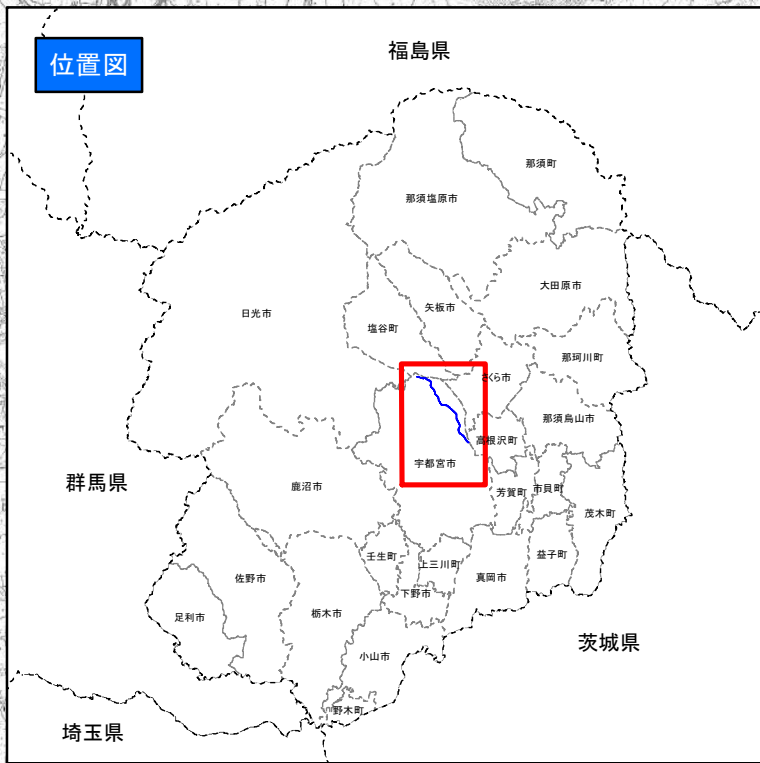 福島県
位置図
那須町
那須塩原市
大田原市
日光市
矢板市
塩谷町
那珂川町
さくら市
那須烏山市
高根沢町
宇都宮市
群馬県
鹿沼市
芳賀町
市貝町
茂木町
壬生町
上三川町
益子町
佐野市
真岡市
下野市
足利市
栃木市
茨城県
小山市
野木町
埼玉県